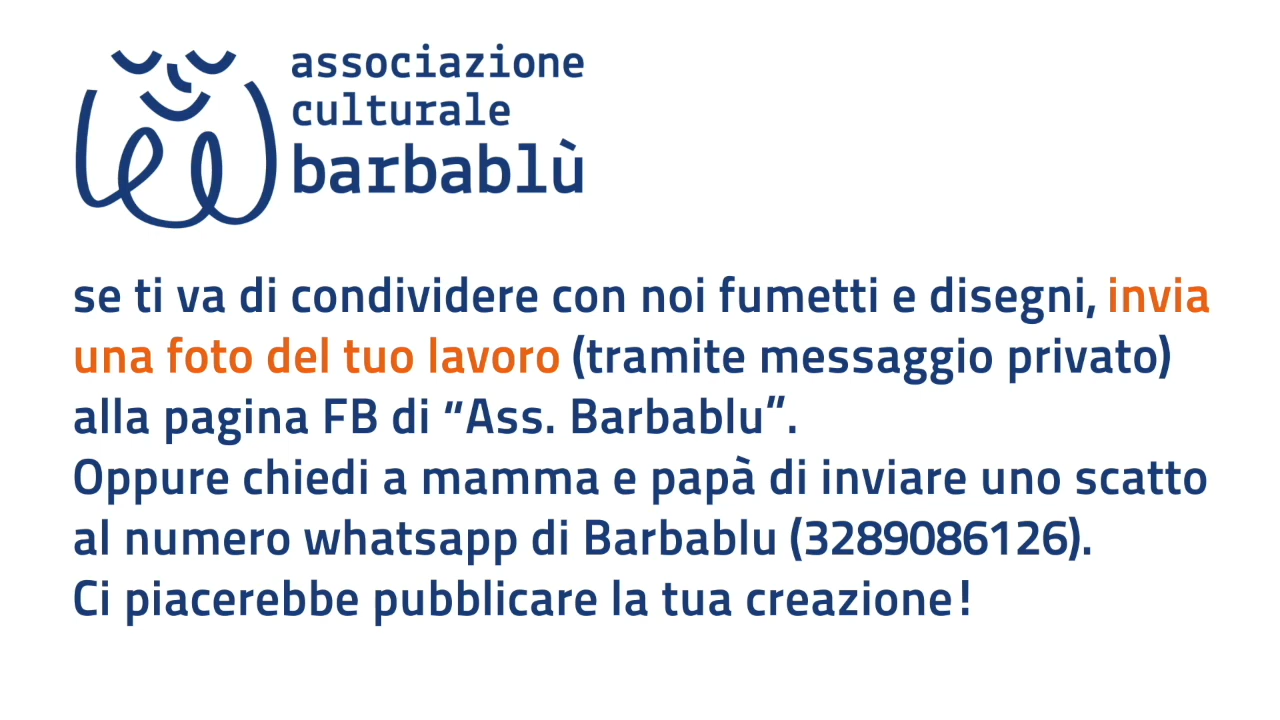 associazione
culturale
barbablù
se ti va di condividere con noi fumetti e disegni, invia
una foto del tuo lavoro (tramite messaggio privato)
alla pagina FB di “Ass. Barbablu”.
Oppure chiedi a mamma e papà di inviare uno scatto
al numero whatsapp di Barbablu (3289086126).
Ci piacerebbe pubblicare la tua creazione!